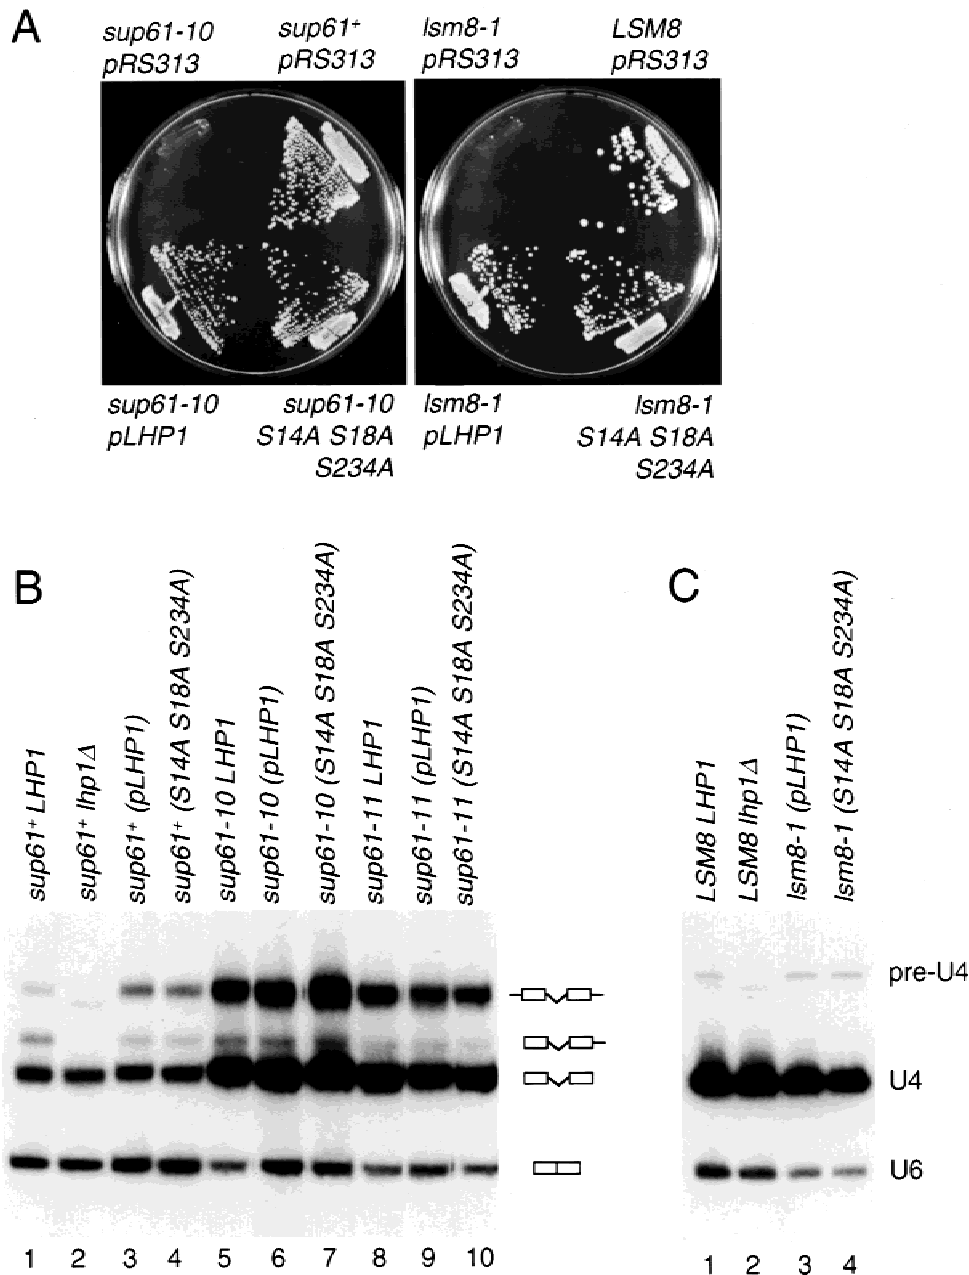 A
sup61-10 pRS313
sup61+ pRS313
lsm8-1 pRS313
LSM8 pRS313
sup61-10 pLHP1
sup61-10 S14A S18A S234A
lsm8-1 pLHP1
lsm8-1 S14A S18A S234A
B
sup61+ LHP1
sup61+ lhp1Δ
sup61+ (pLHP1)
sup61+ (S14A S18A S234A)
sup61-10 LHP1
sup61-10 (pLHP1)
sup61-10 (S14A S18A S234A)
sup61-11 LHP1
sup61-11 (pLHP1)
sup61-11 (S14A S18A S234A)
1 2 3 4 5 6 7 8 9 10
C
LSM8 LHP1
LSM8 lhp1Δ
lsm8-1 (pLHP1)
lsm8-1 (S14A S18A S234A)
pre-U4
U4
U6
1 2 3 4